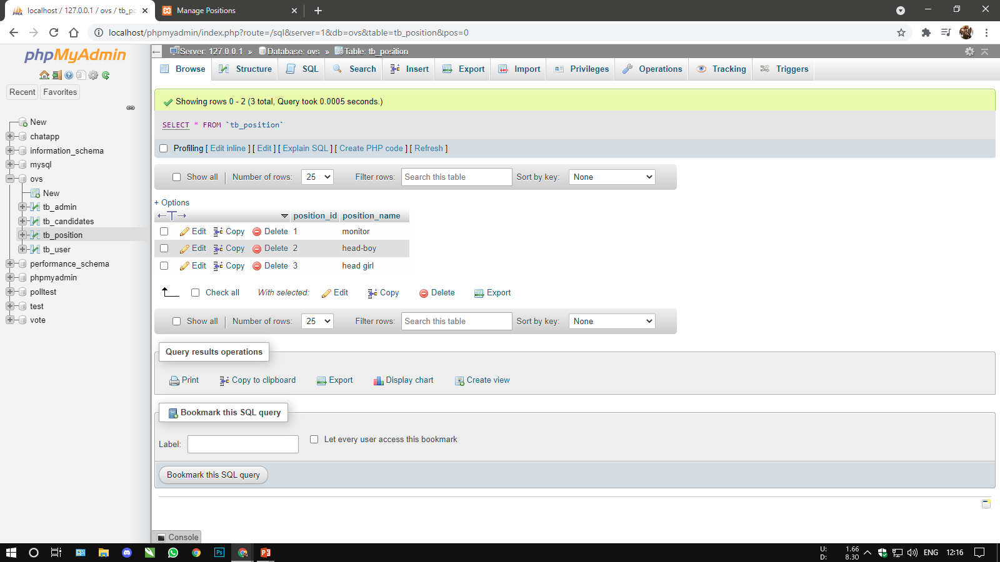 localhost / 127.0.0.1 / ovs / tb_po
Manage Positions
localhost/phpmyadmin/index.php?route=/sql&server=1&db=ovs&table=tb_position&pos=0
phpMyAdmin
Recent
Favorites
New
chatapp
information_schema
mysql
ovs
New
tb_admin
tb_candidates
tb_position
tb_user
performance_schema
phpmyadmin
polltest
test
vote
Server: 127.0.0.1 » Database: ovs » Table: tb_position
Browse Structure SQL Search Insert Export Import Privileges Operations Tracking Triggers
Showing rows 0 - 2 (3 total, Query took 0.0005 seconds.)
SELECT * FROM `tb_position`
Profiling [ Edit inline ] [ Edit ] [ Explain SQL ] [ Create PHP code ] [ Refresh ]
Show all | Number of rows: 25 Filter rows: Search this table Sort by key: None
+ Options
←T→ position_id position_name
Edit Copy Delete 1 monitor
Edit Copy Delete 2 head-boy
Edit Copy Delete 3 head girl
Check all With selected: Edit Copy Delete Export
Show all | Number of rows: 25 Filter rows: Search this table Sort by key: None
Query results operations
Print Copy to clipboard Export Display chart Create view
Bookmark this SQL query
Label: Let every user access this bookmark
Bookmark this SQL query
Console
Ps
U: 1.66
D: 8.30
ENG 12:16